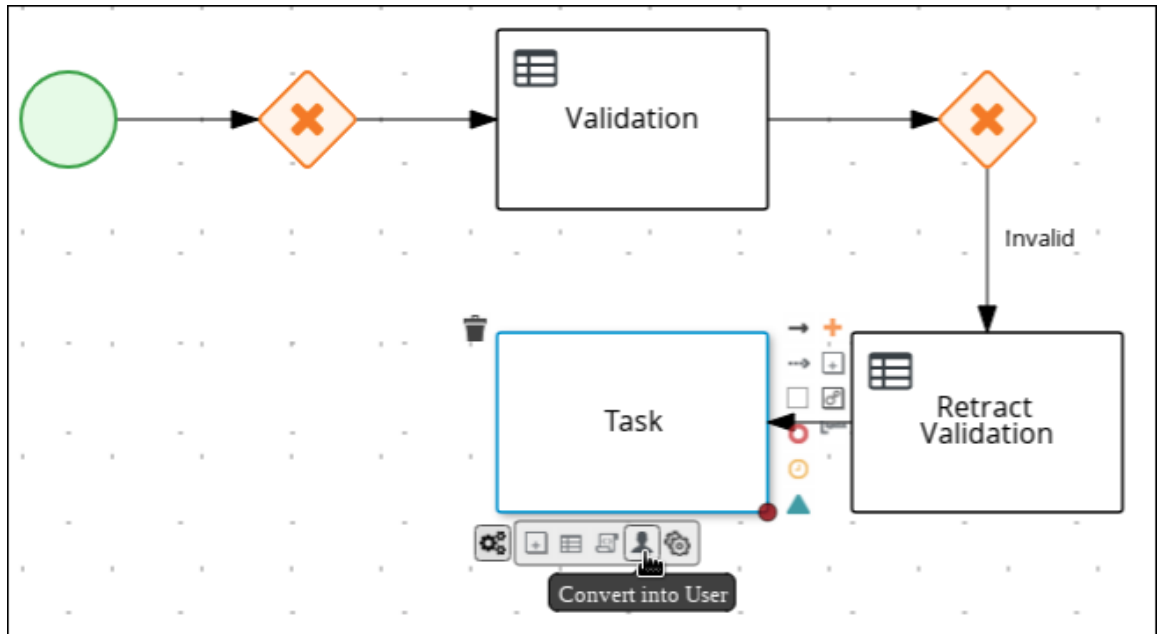 Validation
Invalid
Task
Retract
Validation
Convert into User